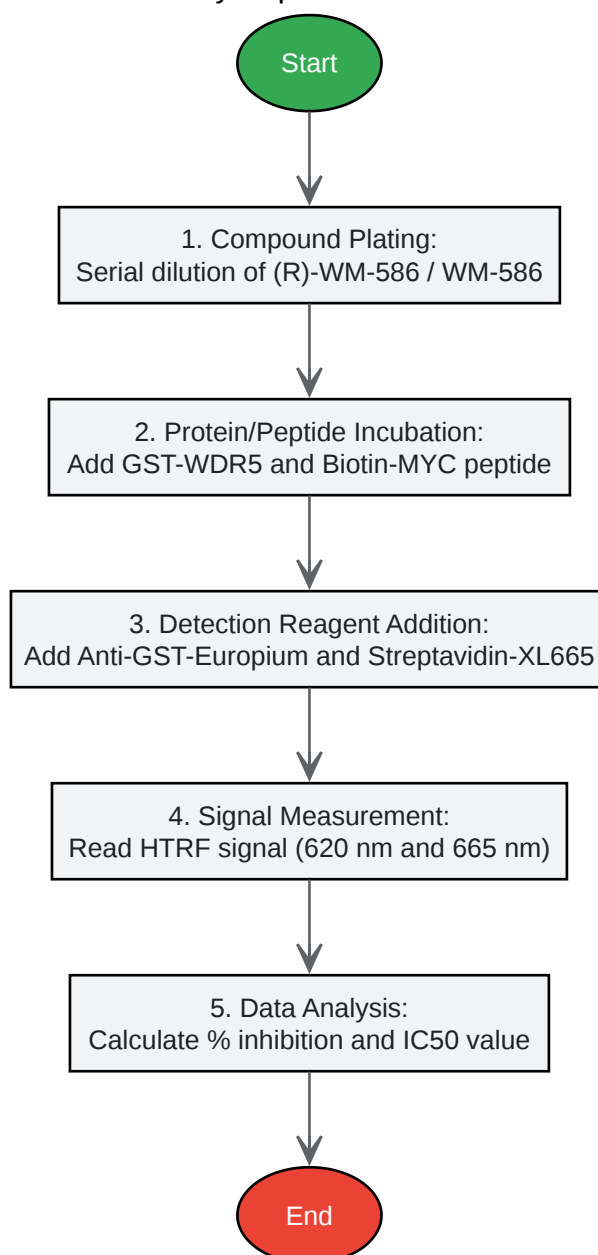 Start
1. Compound Plating:
Serial dilution of (R)-WM-586 / WM-586
2. Protein/Peptide Incubation:
Add GST-WDR5 and Biotin-MYC peptide
3. Detection Reagent Addition:
Add Anti-GST-Europium and Streptavidin-XL665
4. Signal Measurement:
Read HTRF signal (620 nm and 665 nm)
5. Data Analysis:
Calculate % inhibition and IC50 value
End